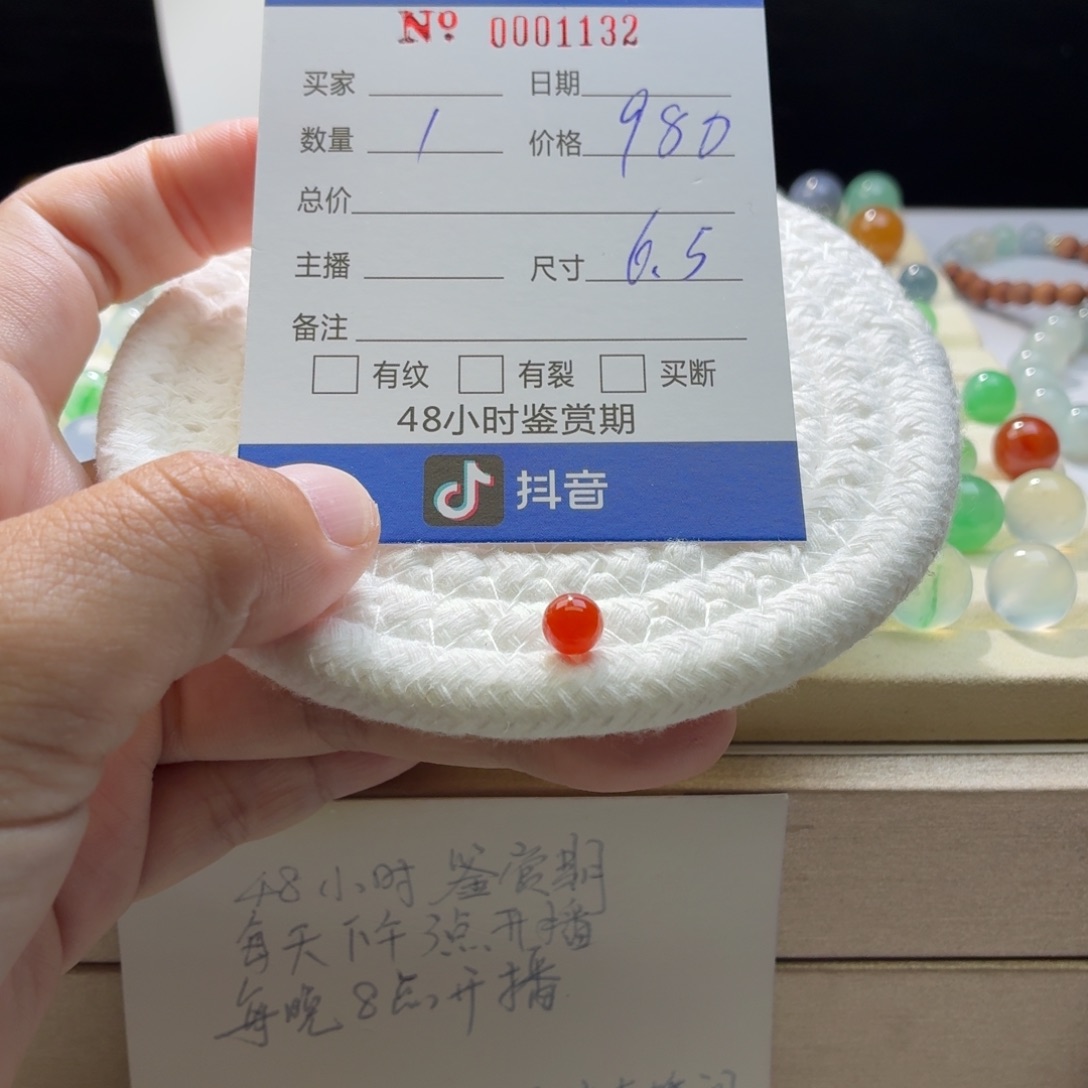 Nº 0001132
买家 日期
数量 1 价格 980
总价
主播 尺寸 6.5
备注
有纹 有裂 买断
48小时鉴赏期
抖音
48小时鉴赏期
每天下午3点开播
每晚8点开播